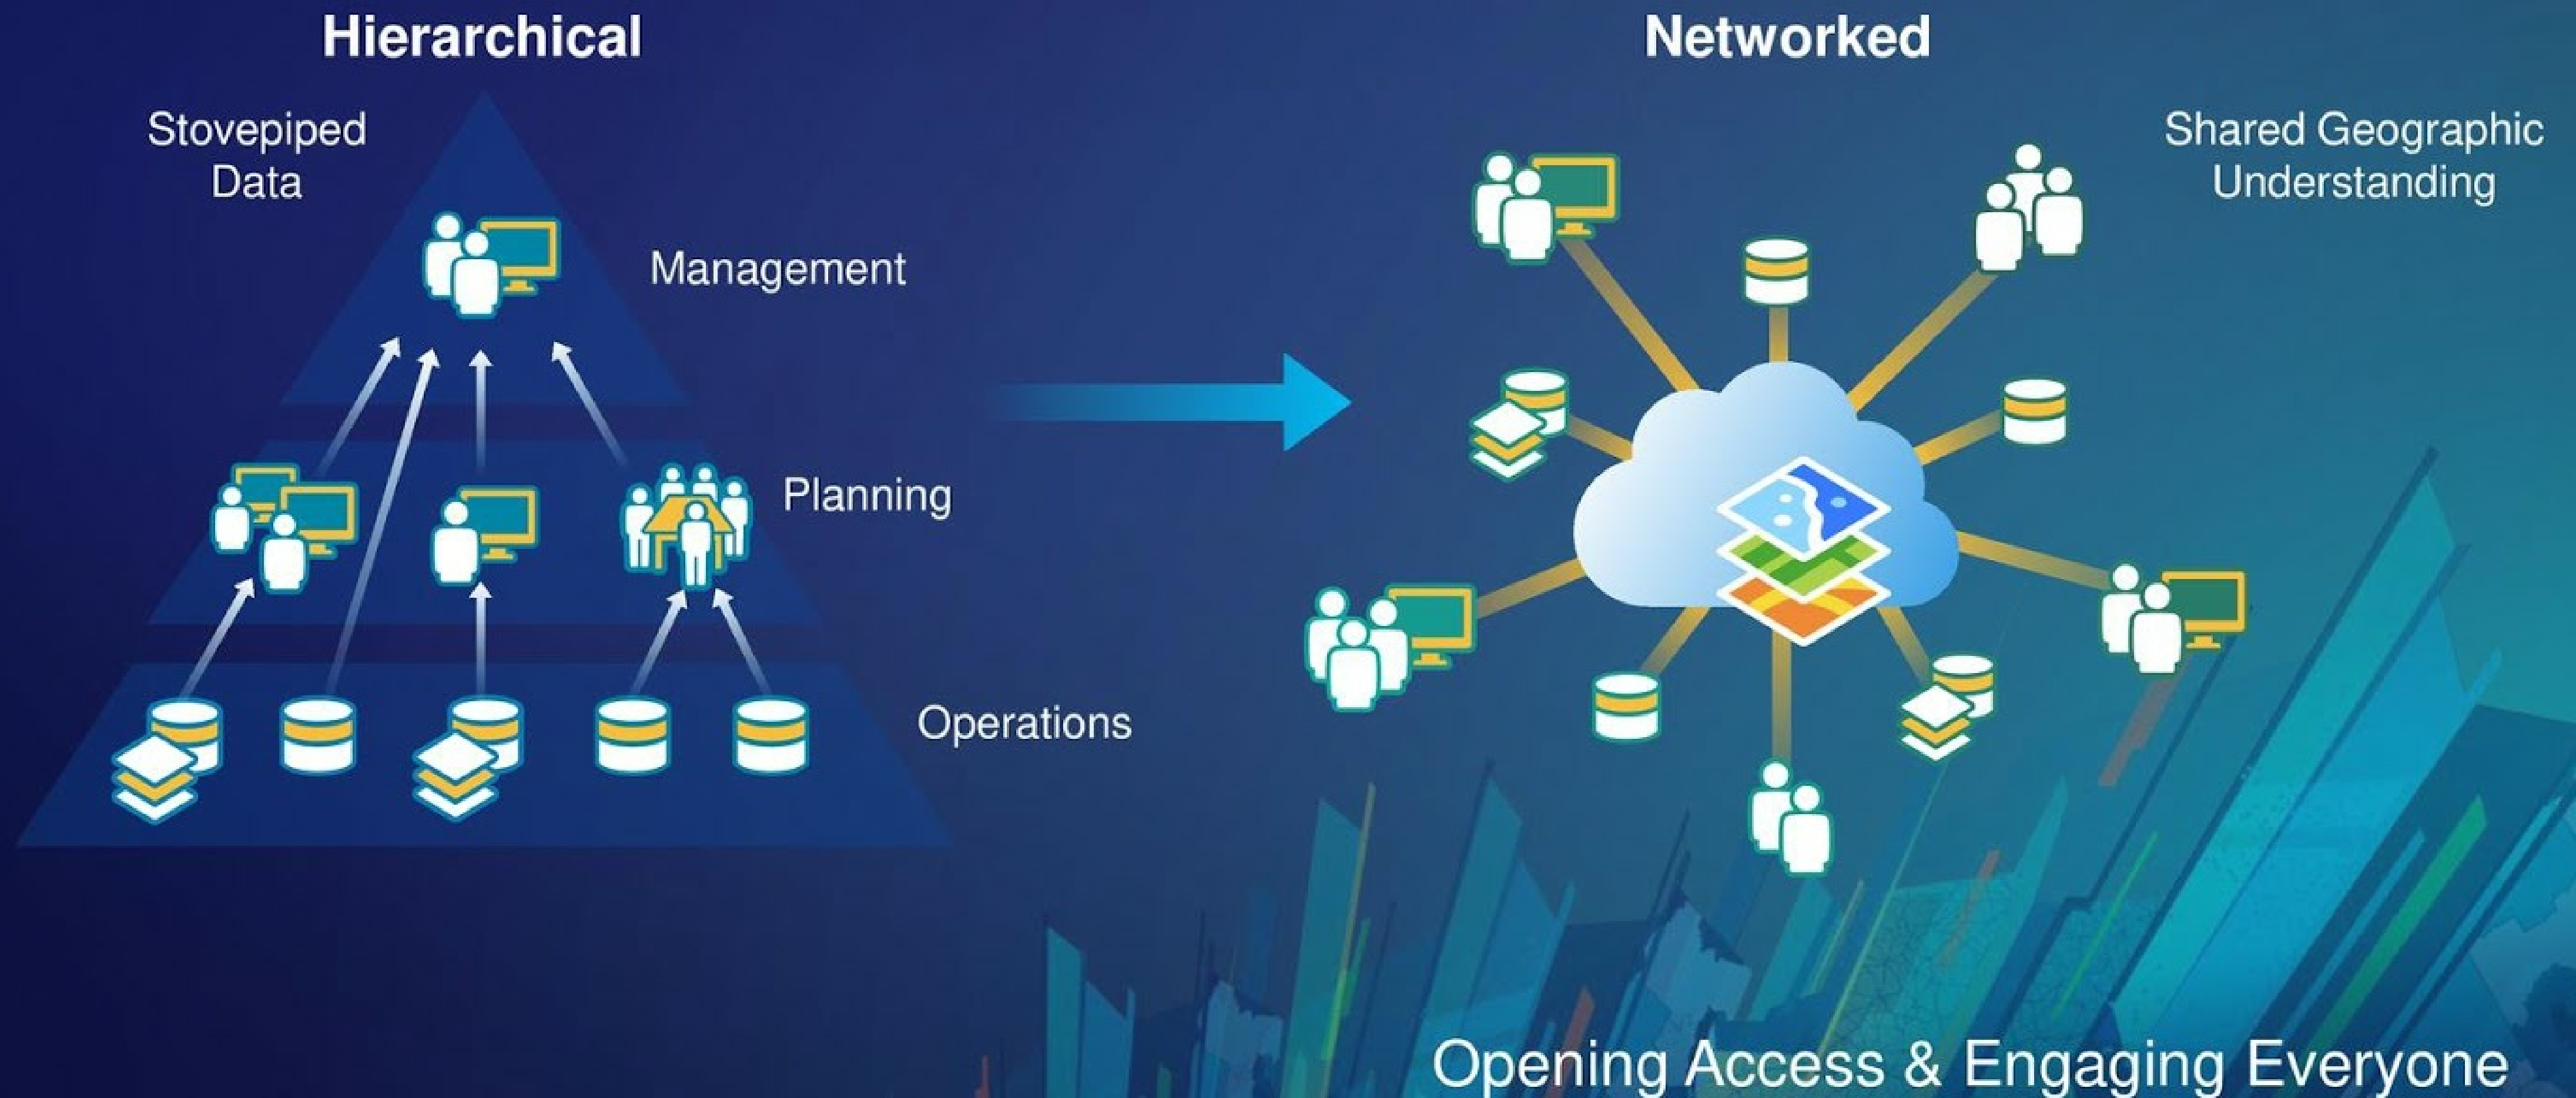 Hierarchical
Stovepiped
Data
Management
Planning
Operations
Networked
Shared Geographic
Understanding
Opening Access & Engaging Everyone